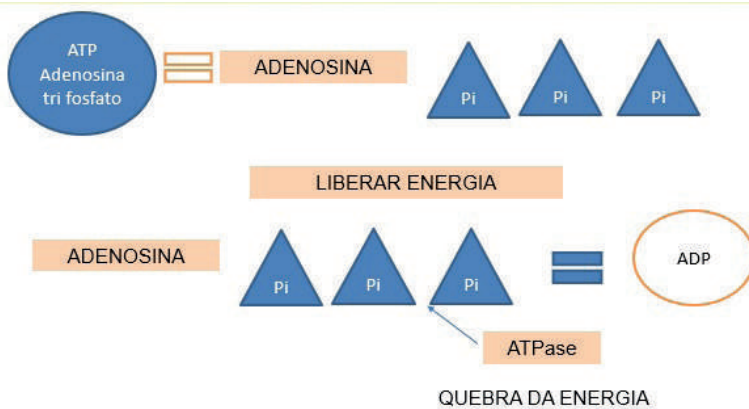 ATP
Adenosina
tri fosfato
ADENOSINA
Pi
Pi
Pi
LIBERAR ENERGIA
ADENOSINA
Pi
Pi
Pi
ADP
ATPase
QUEBRA DA ENERGIA